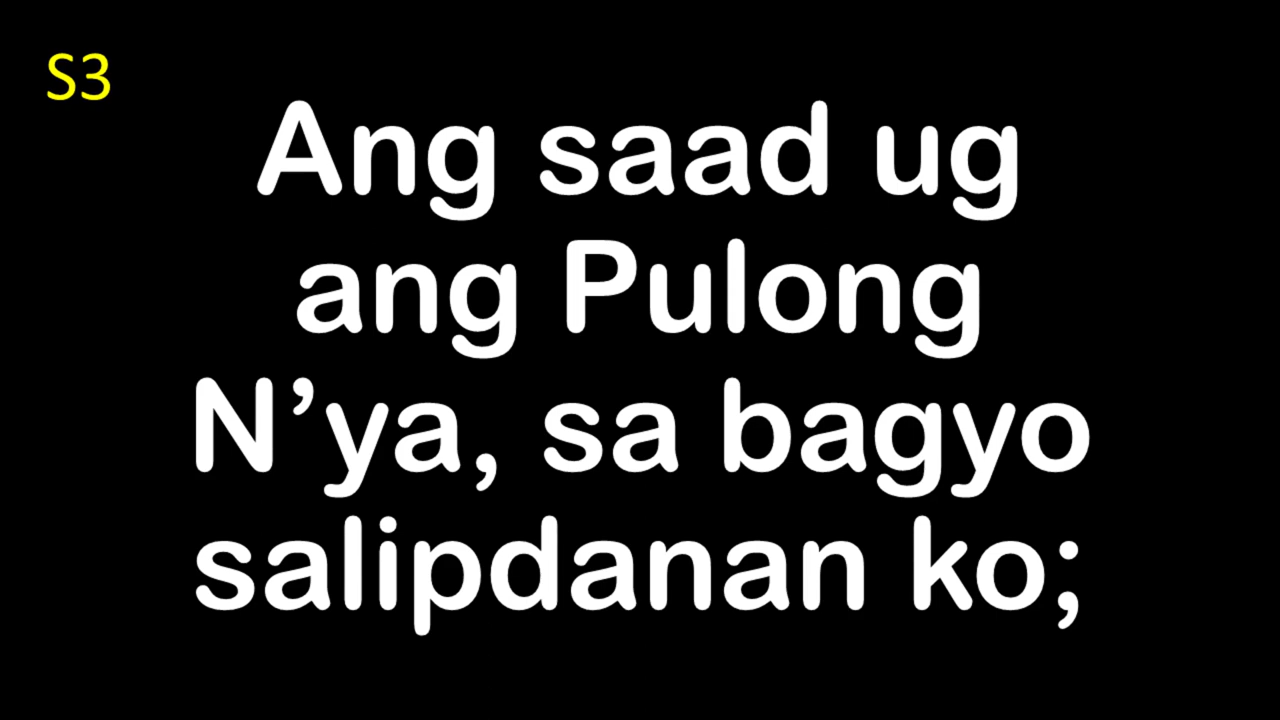 S3
Ang saad ug
ang Pulong
N’ya, sa bagyo
salipdanan ko;